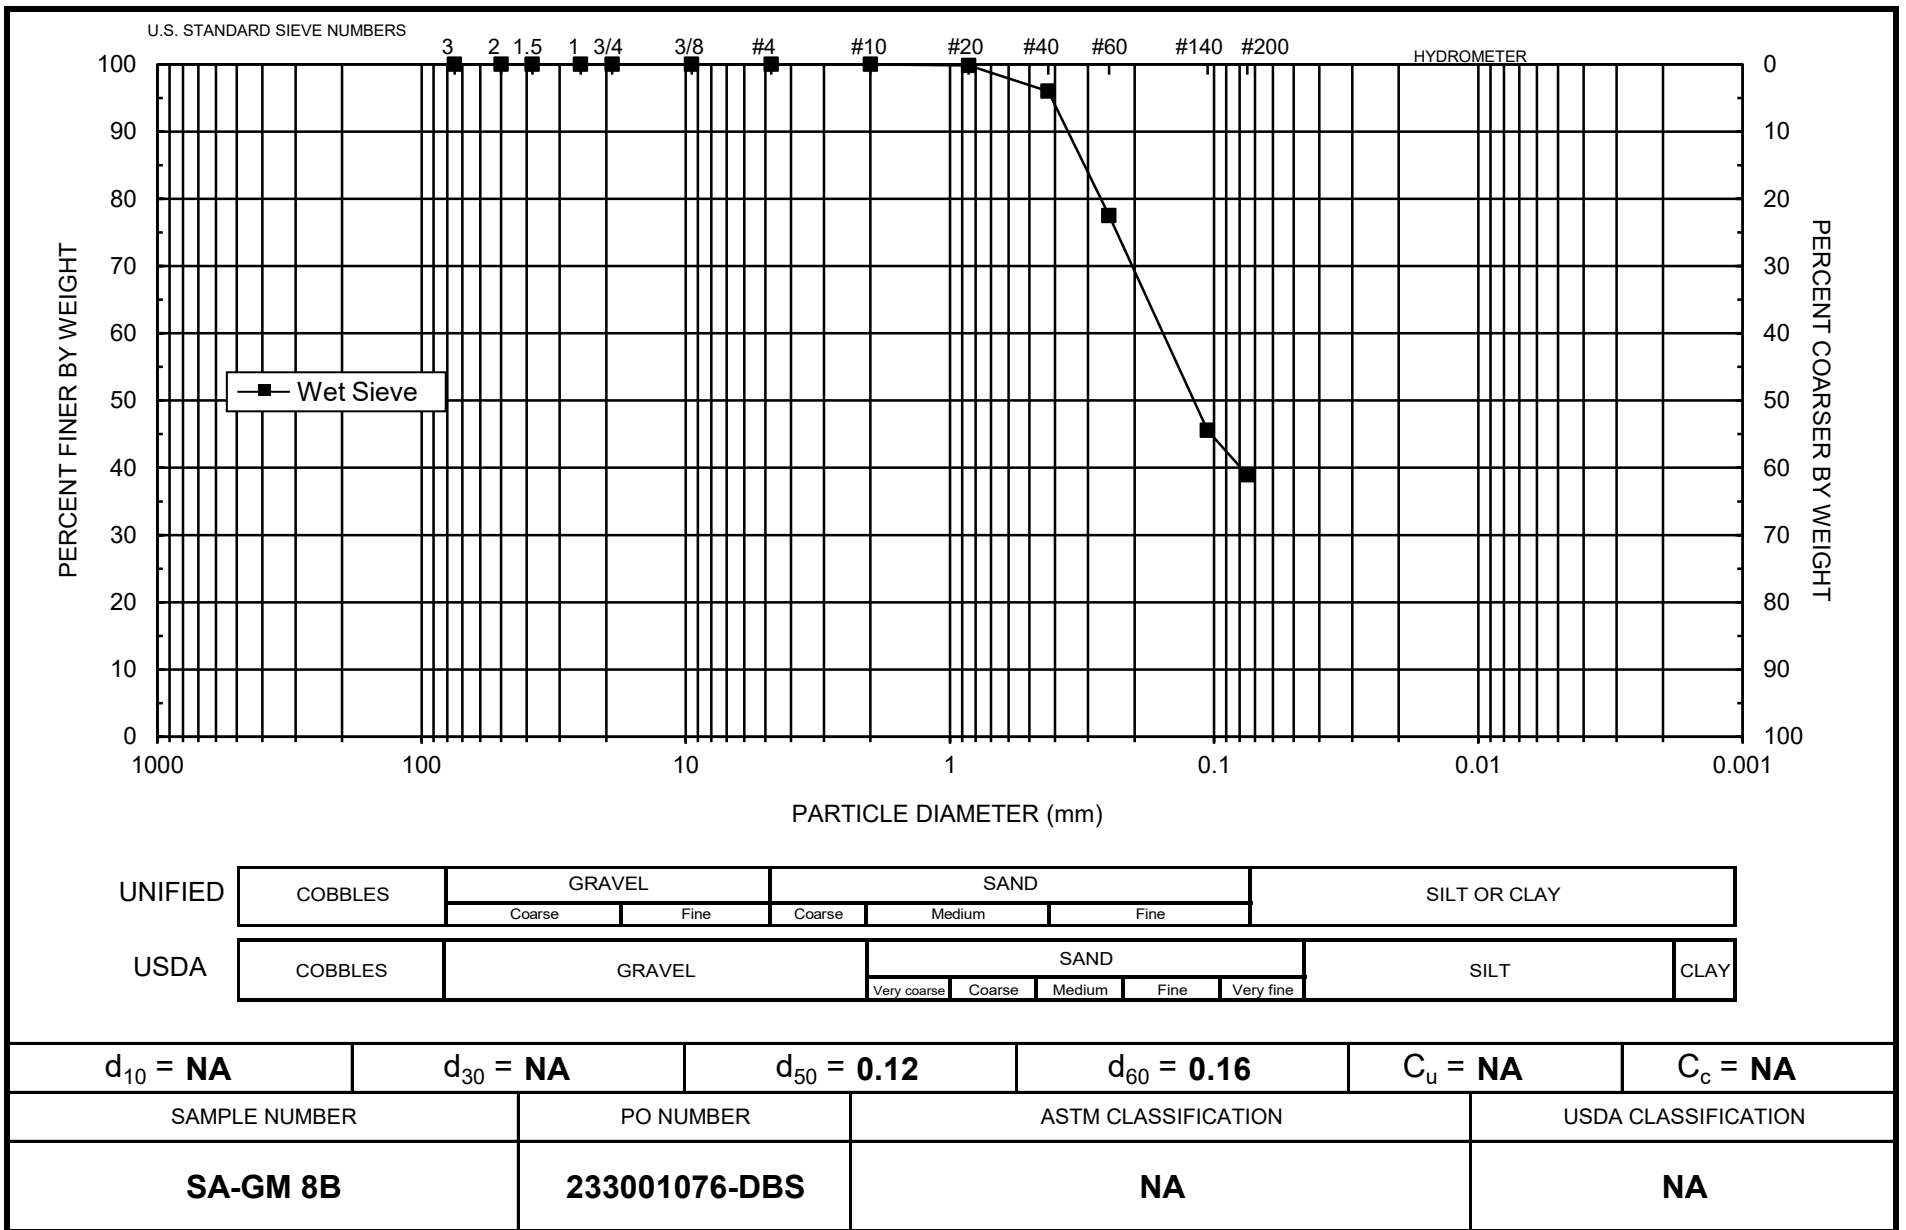 U.S. STANDARD SIEVE NUMBERS
3 2 1.5 1 3/4 3/8 #4 #10 #20 #40 #60 #140 #200
HYDROMETER
100 0
90 10
80 20
70 30
60 40
50 50
40 60
30 70
20 80
10 90
0 100
PERCENT FINER BY WEIGHT
PERCENT COARSER BY WEIGHT
Wet Sieve
1000 100 10 1 0.1 0.01 0.001
PARTICLE DIAMETER (mm)
UNIFIED COBBLES GRAVEL SAND SILT OR CLAY
Coarse Fine Coarse Medium Fine
USDA COBBLES GRAVEL SAND SILT CLAY
Very coarse Coarse Medium Fine Very fine
d10 = NA d30 = NA d50 = 0.12 d60 = 0.16 Cu = NA Cc = NA
SAMPLE NUMBER PO NUMBER ASTM CLASSIFICATION USDA CLASSIFICATION
SA-GM 8B 233001076-DBS NA NA